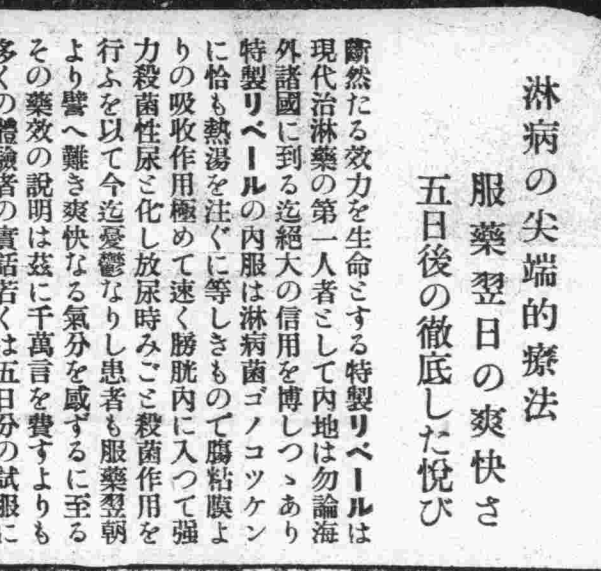 淋病の尖端的療法
服藥翌日の爽快さ
五日後の徹底した悦び
斷然たる效力を生命とする特製リベールは
現代治淋藥の第一人者として內地は勿論海
外諸國に到る迄絕大の信用を博しつゝあり
特製リベールの內服は淋病菌ゴノコツケン
に恰も熱湯を注ぐに等しきもので膓粘膜よ
りの吸收作用極めて速く膀胱內に入つて强
力殺菌性尿と化し放尿時みごと殺菌作用を
行ふを以て今迄憂鬱なりし患者も服藥翌朝
より譬へ難き爽快なる氣分を感ずるに至る
その藥效の說明は茲に千萬言を費すよりも
多くの體驗者の實話若くは五日分の試服に